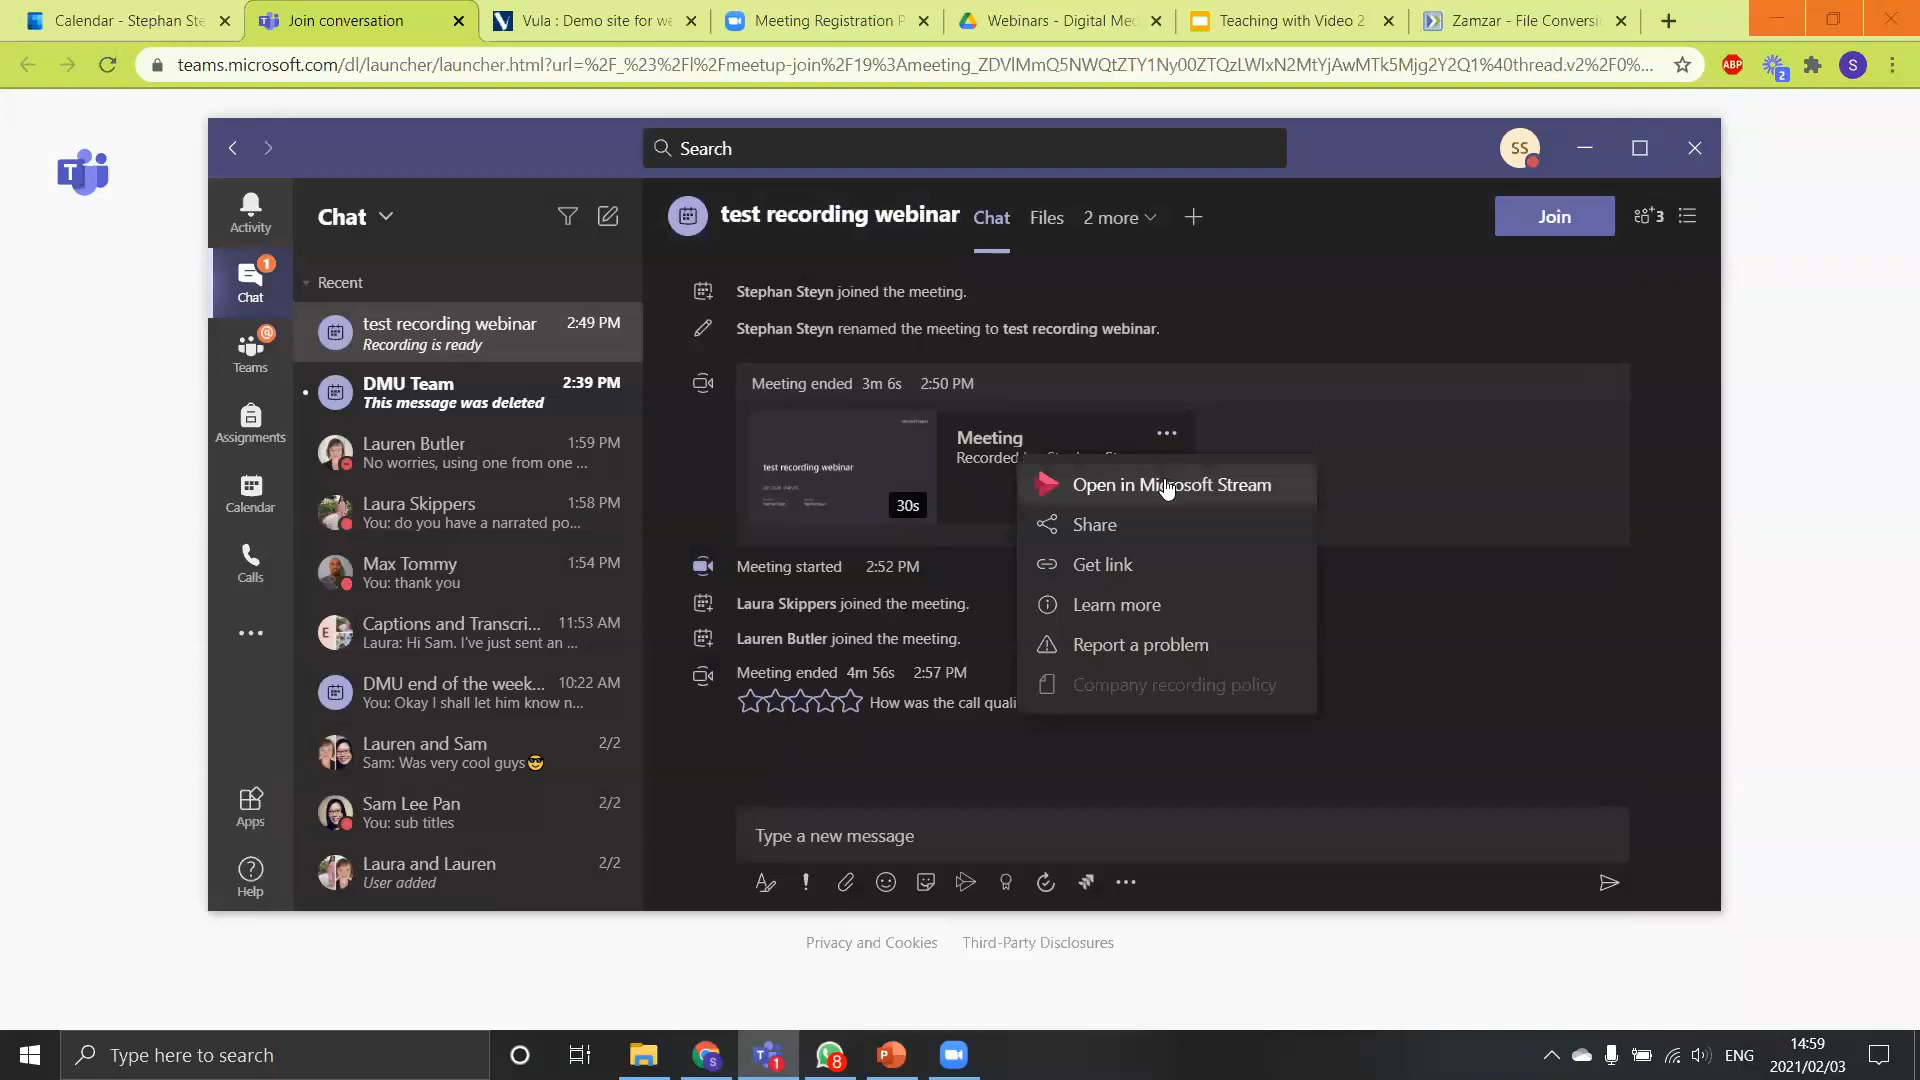 Calendar - Stephan Ste
Join conversation
Vula : Demo site for we
Meeting Registration P
Webinars - Digital Med
Teaching with Video 2
Zamzar - File Conversi
teams.microsoft.com/dl/launcher/launcher.html?url=%2F_%23%2Fl%2Fmeetup-join%2F19%3Ameeting_ZDVlMmQ5NWQtZTY1Ny00ZTQzLWIxN2MtYjAwMTk5Mjg2Y2Q1%40thread.v2%2F0%...
ABP
2
S
T
Search
SS
Activity
Chat
1
Teams
@
Assignments
Calendar
Calls
Apps
Help
Chat
Recent
test recording webinar 2:49 PM
Recording is ready
DMU Team 2:39 PM
This message was deleted
Lauren Butler 1:59 PM
No worries, using one from one ...
Laura Skippers 1:58 PM
You: do you have a narrated po...
Max Tommy 1:54 PM
You: thank you
E
Captions and Transcri... 11:53 AM
Laura: Hi Sam. I've just sent an ...
DMU end of the week... 10:22 AM
You: Okay I shall let him know n...
Lauren and Sam 2/2
Sam: Was very cool guys😎
Sam Lee Pan 2/2
You: sub titles
Laura and Lauren 2/2
User added
test recording webinar
Chat
Files
2 more
Join
3
Stephan Steyn joined the meeting.
Stephan Steyn renamed the meeting to test recording webinar.
Meeting ended 3m 6s 2:50 PM
test recording webinar
30s
Meeting
Recorded
Open in Microsoft Stream
Share
Get link
Learn more
Report a problem
Company recording policy
Meeting started 2:52 PM
Laura Skippers joined the meeting.
Lauren Butler joined the meeting.
Meeting ended 4m 56s 2:57 PM
How was the call quali
Type a new message
Privacy and Cookies
Third-Party Disclosures
Type here to search
S
1
8
P
ENG
14:59
2021/02/03